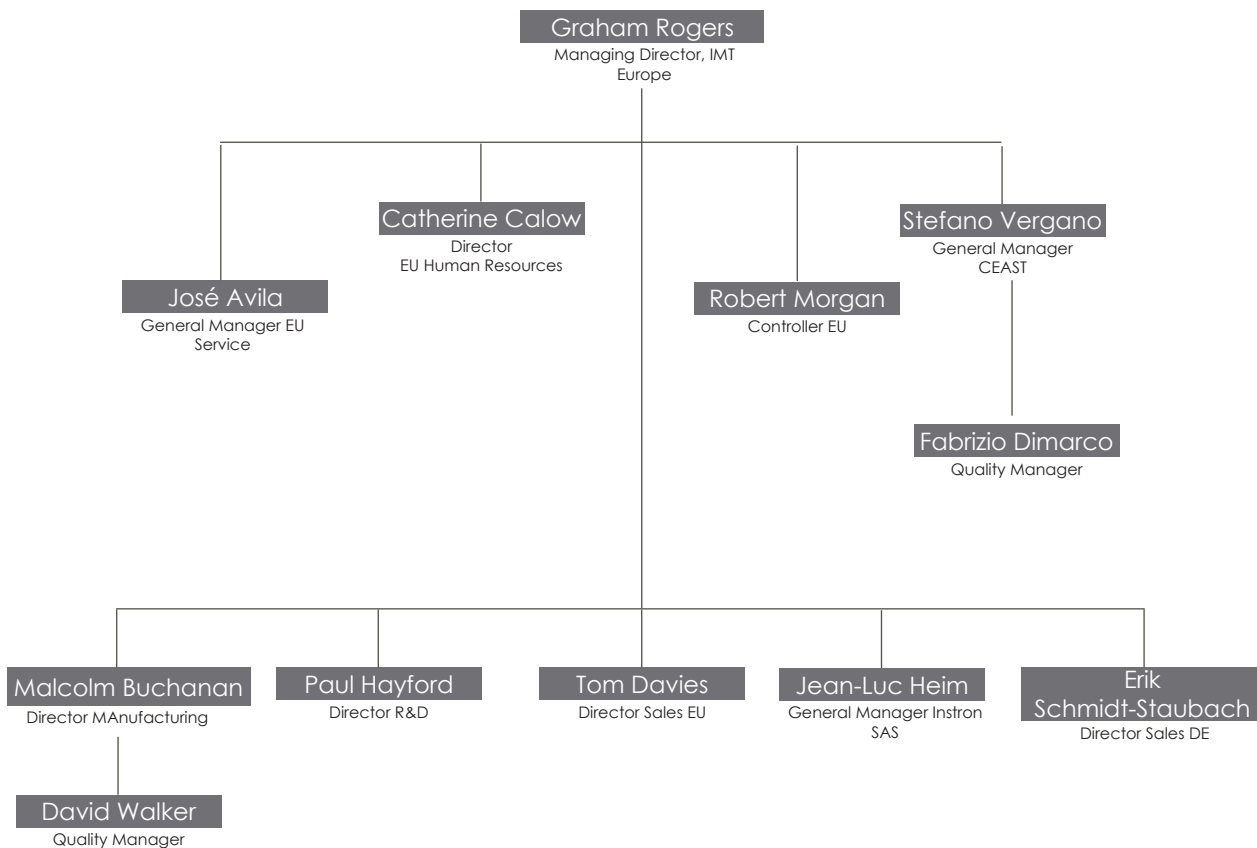 Graham Rogers
Managing Director, IMT
Europe
Catherine Calow
Director
EU Human Resources
Stefano Vergano
General Manager
CEAST
José Avila
General Manager EU
Service
Robert Morgan
Controller EU
Fabrizio Dimarco
Quality Manager
Malcolm Buchanan
Director MAnufacturing
Paul Hayford
Director R&D
Tom Davies
Director Sales EU
Jean-Luc Heim
General Manager Instron
SAS
Erik
Schmidt-Staubach
Director Sales DE
David Walker
Quality Manager